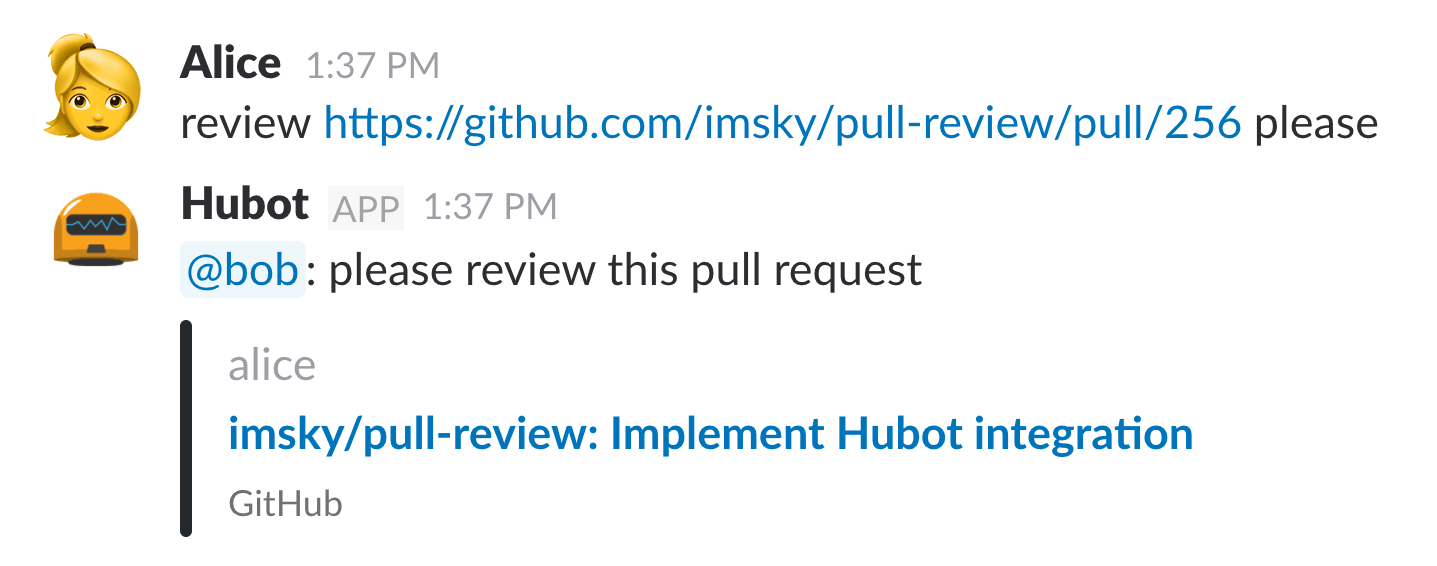 Alice 1:37 PM
review https://github.com/imsky/pull-review/pull/256 please
Hubot APP 1:37 PM
@bob: please review this pull request
alice
imsky/pull-review: Implement Hubot integration
GitHub